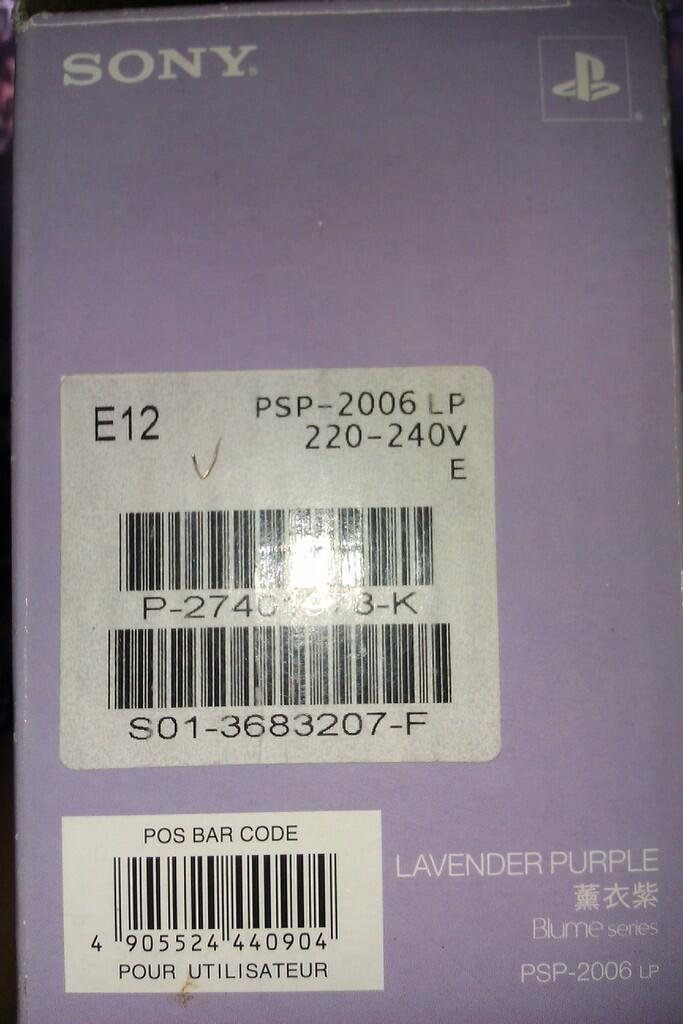 SONY
E12
PSP-2006 LP
220-240V
E
S01-3683207-F
POS BAR CODE
4 905524 440904
POUR UTILISATEUR
LAVENDER PURPLE
薰衣紫
Blume series
PSP-2006 LP